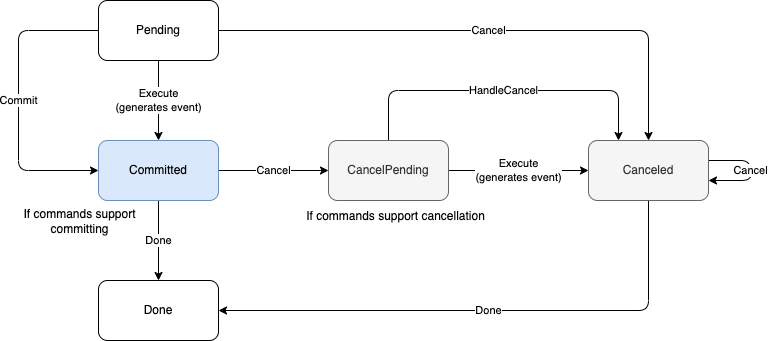 Pending
Cancel
Execute
(generates event)
HandleCancel
Commit
Committed
Cancel
CancelPending
Execute
(generates event)
Canceled
Cancel
If commands support
committing
If commands support cancellation
Done
Done
Done